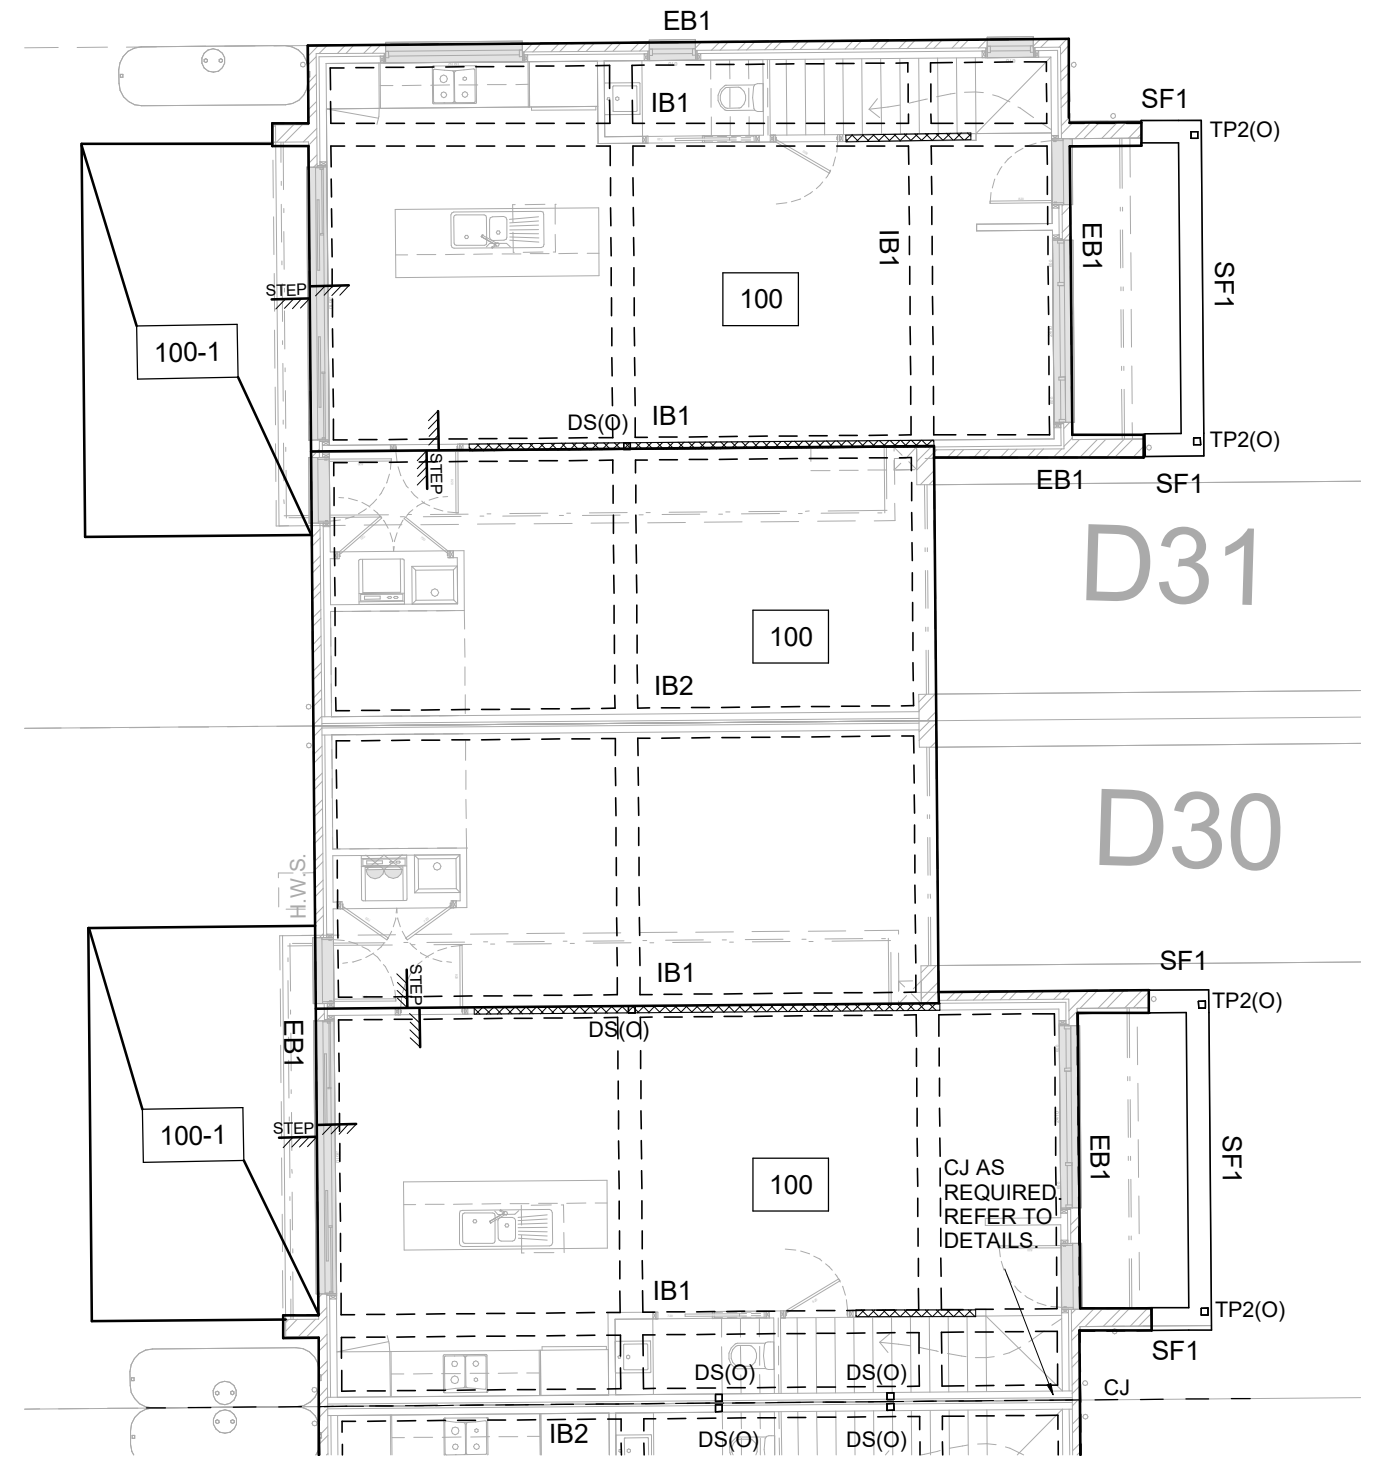 EB1
SF1
TP2(O)
IB1
IB1
EB1
SF1
STEP
100
100-1
DS(O)
IB1
TP2(O)
STEP
EB1
SF1
D31
100
IB2
D30
H.W.S.
IB1
STEP
SF1
TP2(O)
DS(O)
EB1
STEP
100-1
EB1
SF1
100
CJ AS
REQUIRED.
REFER TO
DETAILS.
IB1
TP2(O)
SF1
DS(O)
DS(O)
CJ
IB2
DS(O)
DS(O)